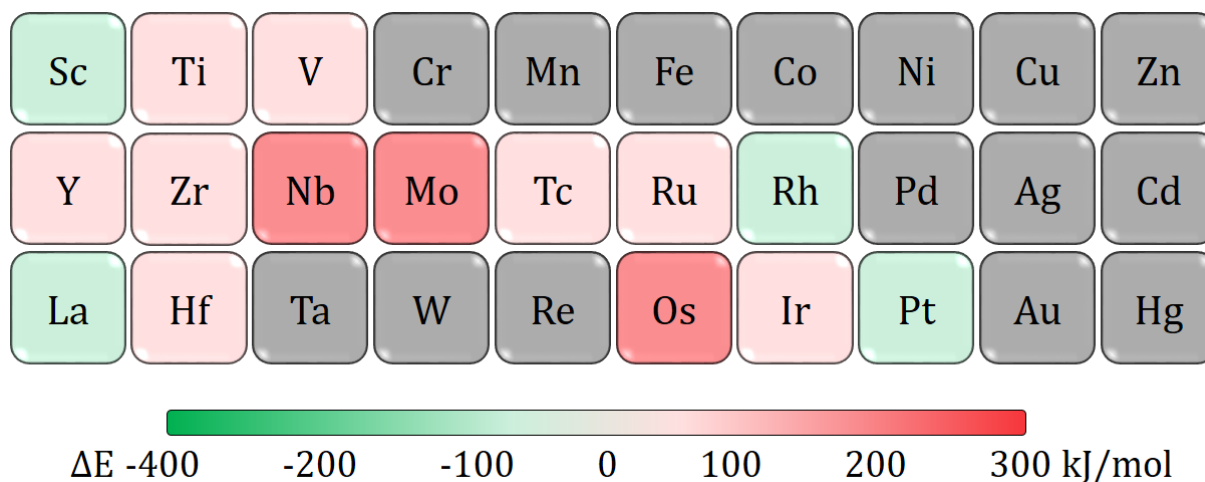 Sc Ti V Cr Mn Fe Co Ni Cu Zn
Y Zr Nb Mo Tc Ru Rh Pd Ag Cd
La Hf Ta W Re Os Ir Pt Au Hg
ΔE -400 -200 -100 0 100 200 300 kJ/mol